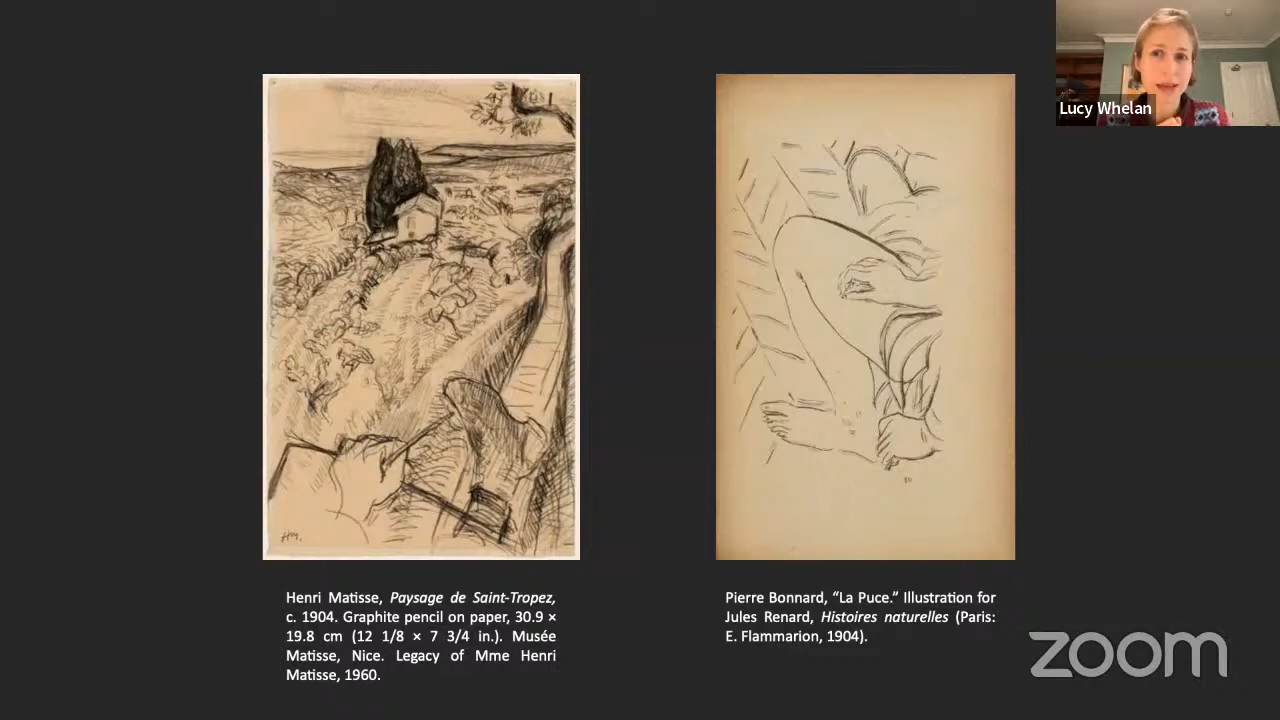 Lucy Whelan
HM.
Henri Matisse, Paysage de Saint-Tropez,
c. 1904. Graphite pencil on paper, 30.9 ×
19.8 cm (12 1/8 × 7 3/4 in.). Musée
Matisse, Nice. Legacy of Mme Henri
Matisse, 1960.
Pierre Bonnard, “La Puce.” Illustration for
Jules Renard, Histoires naturelles (Paris:
E. Flammarion, 1904).
zoom